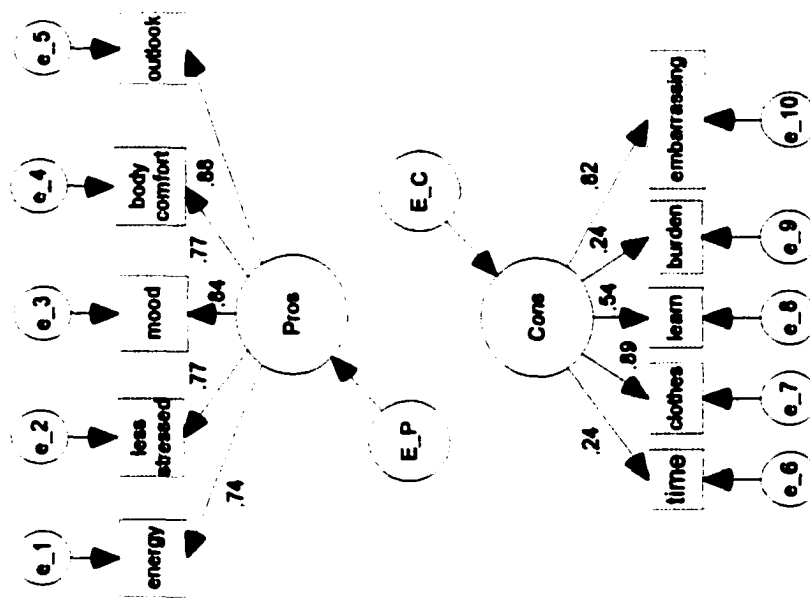 e_1
e_2
e_3
e_4
e_5
energy
less
stressed
mood
body
comfort
outlook
.74
.77
.84
.77
.88
Pros
E_P
E_C
Cons
.24
.89
.54
.24
.82
time
clothes
learn
burden
embarrassing
e_6
e_7
e_8
e_9
e_10